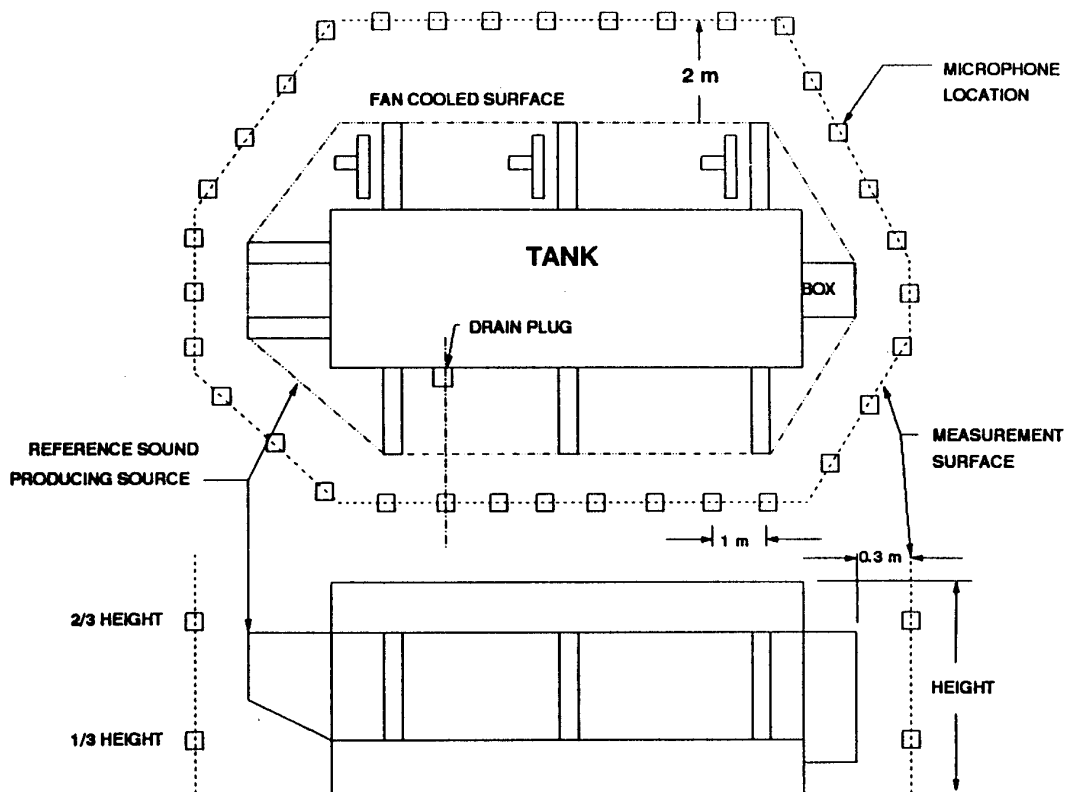 2 m
MICROPHONE
LOCATION
FAN COOLED SURFACE
TANK
BOX
DRAIN PLUG
REFERENCE SOUND
PRODUCING SOURCE
MEASUREMENT
SURFACE
1 m
0.3 m
2/3 HEIGHT
HEIGHT
1/3 HEIGHT